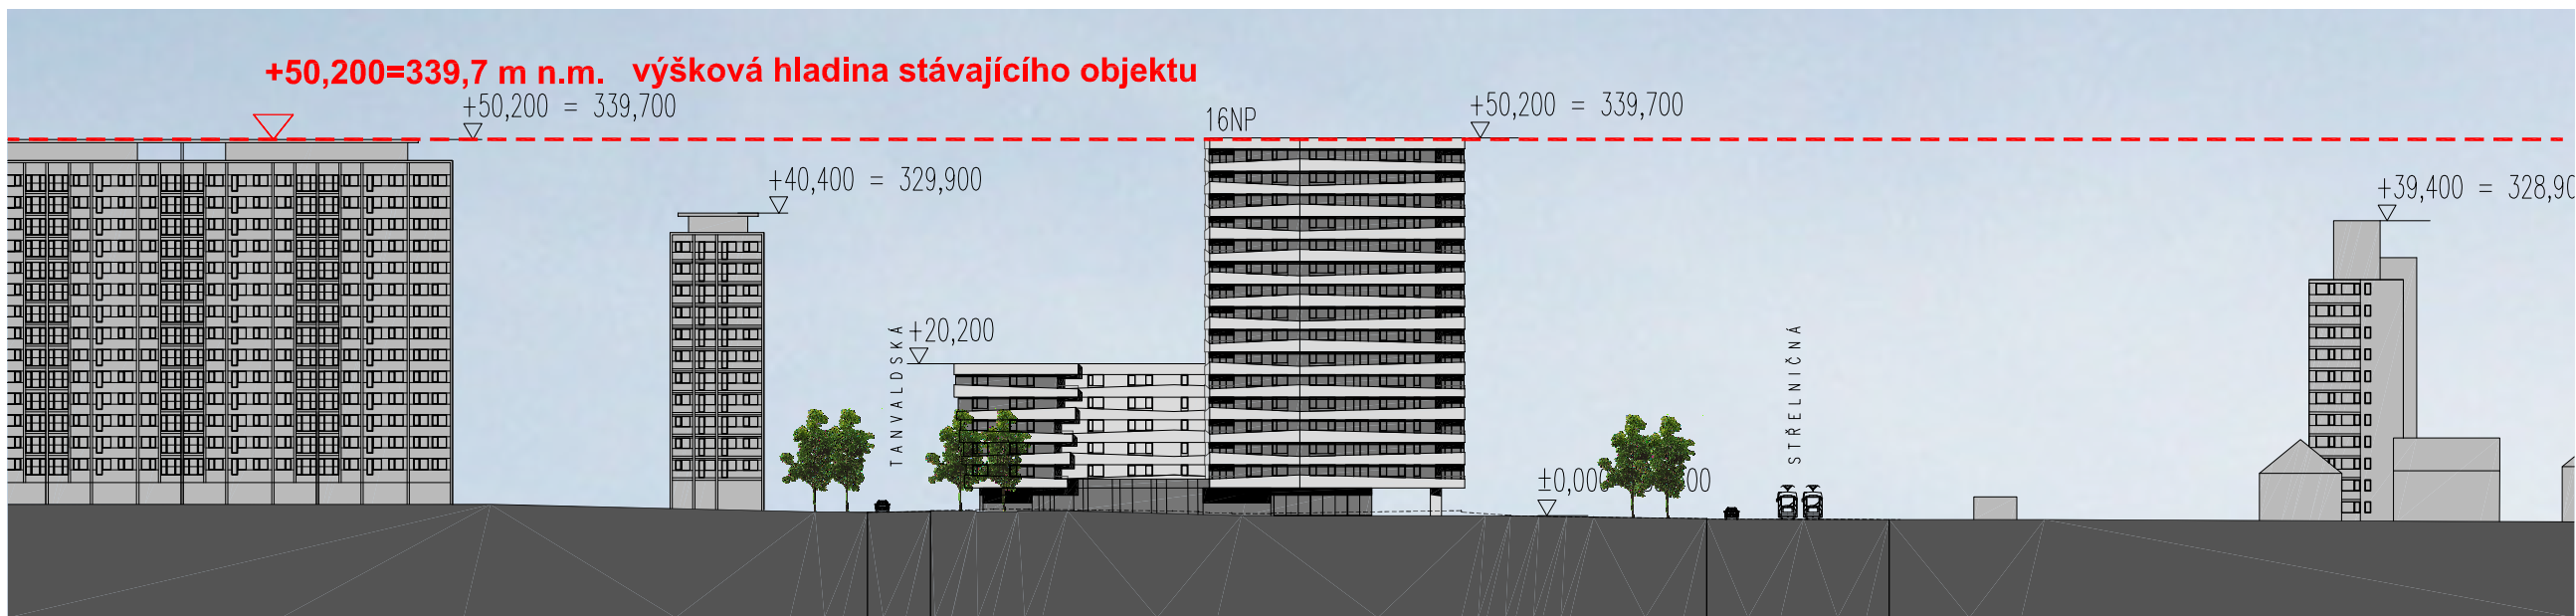 +50,200=339,7 m n.m. výšková hladina stávajícího objektu
+50,200 = 339,700
16NP
+50,200 = 339,700
+40,400 = 329,900
+39,400 = 328,90
TANVALDSKÁ
+20,200
STŘELNIČNÁ
±0,000